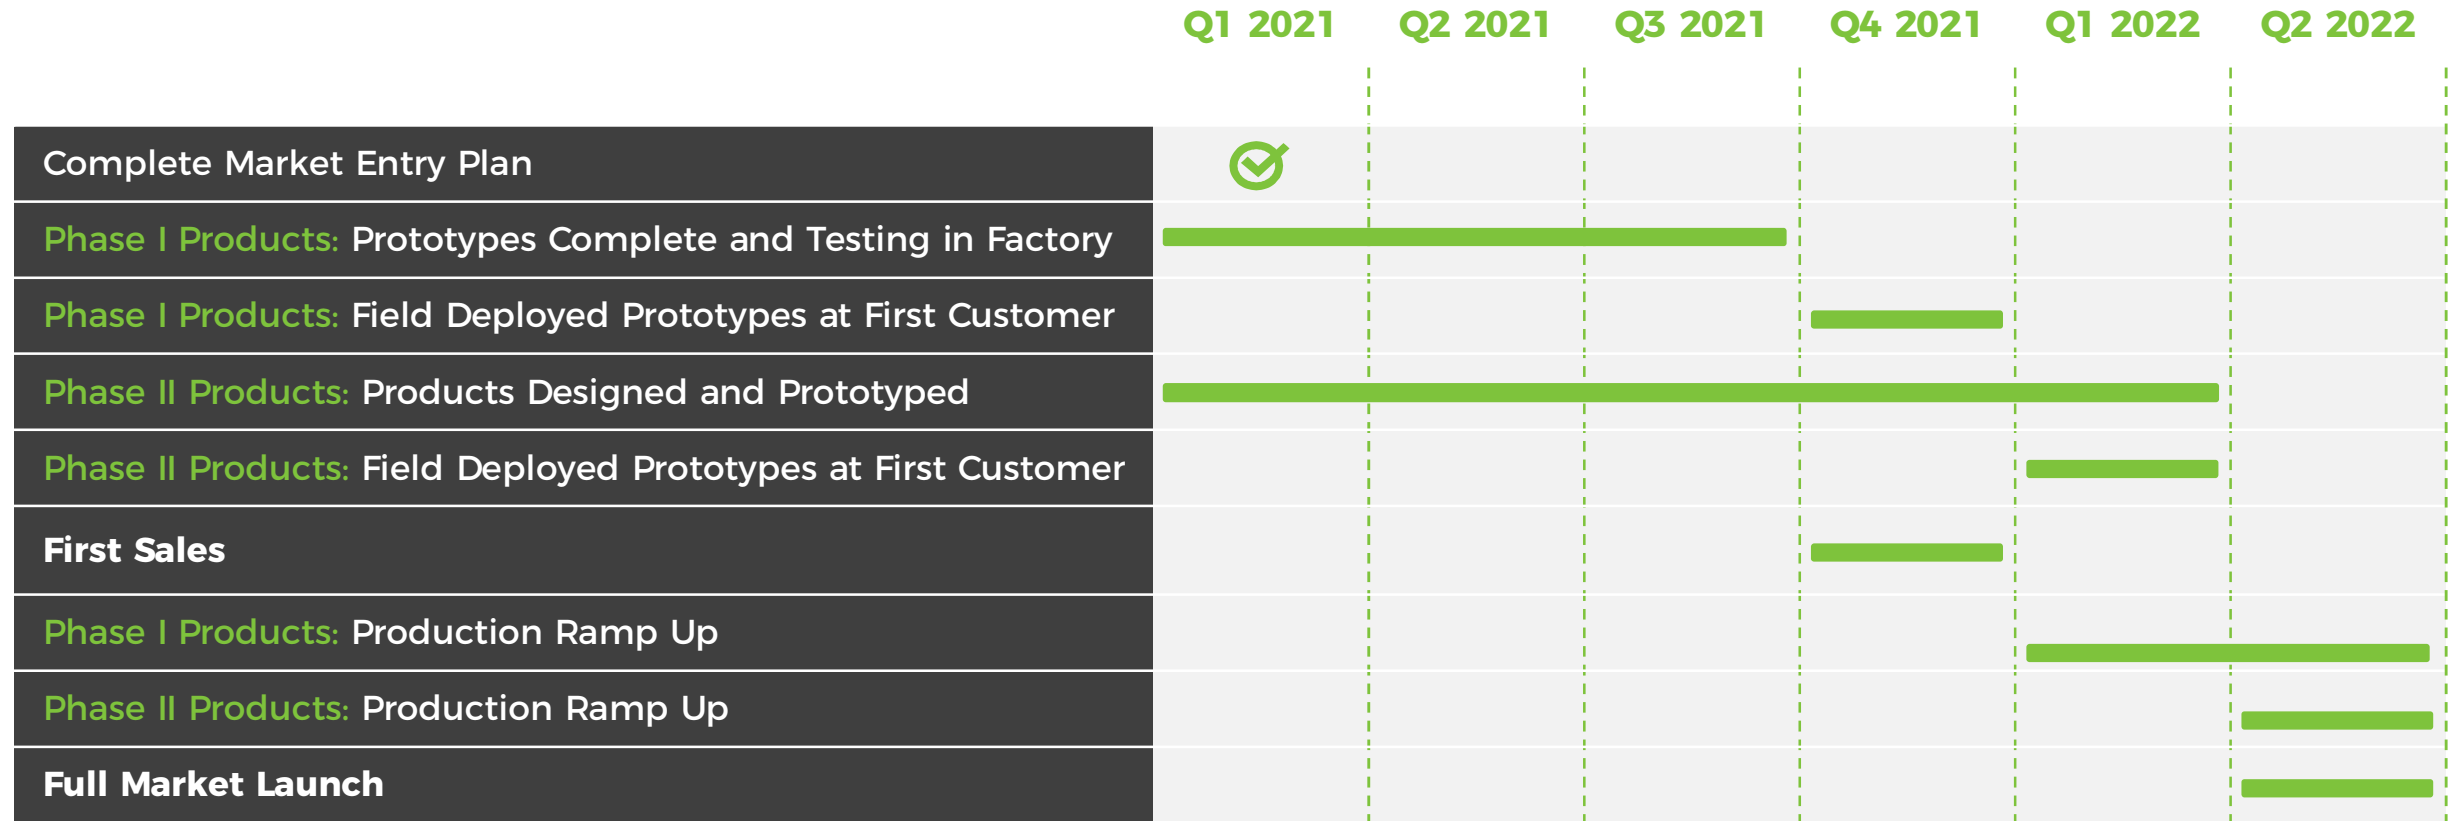 Q1 2021 Q2 2021 Q3 2021 Q4 2021 Q1 2022 Q2 2022
Complete Market Entry Plan
Phase I Products: Prototypes Complete and Testing in Factory
Phase I Products: Field Deployed Prototypes at First Customer
Phase II Products: Products Designed and Prototyped
Phase II Products: Field Deployed Prototypes at First Customer
First Sales
Phase I Products: Production Ramp Up
Phase II Products: Production Ramp Up
Full Market Launch